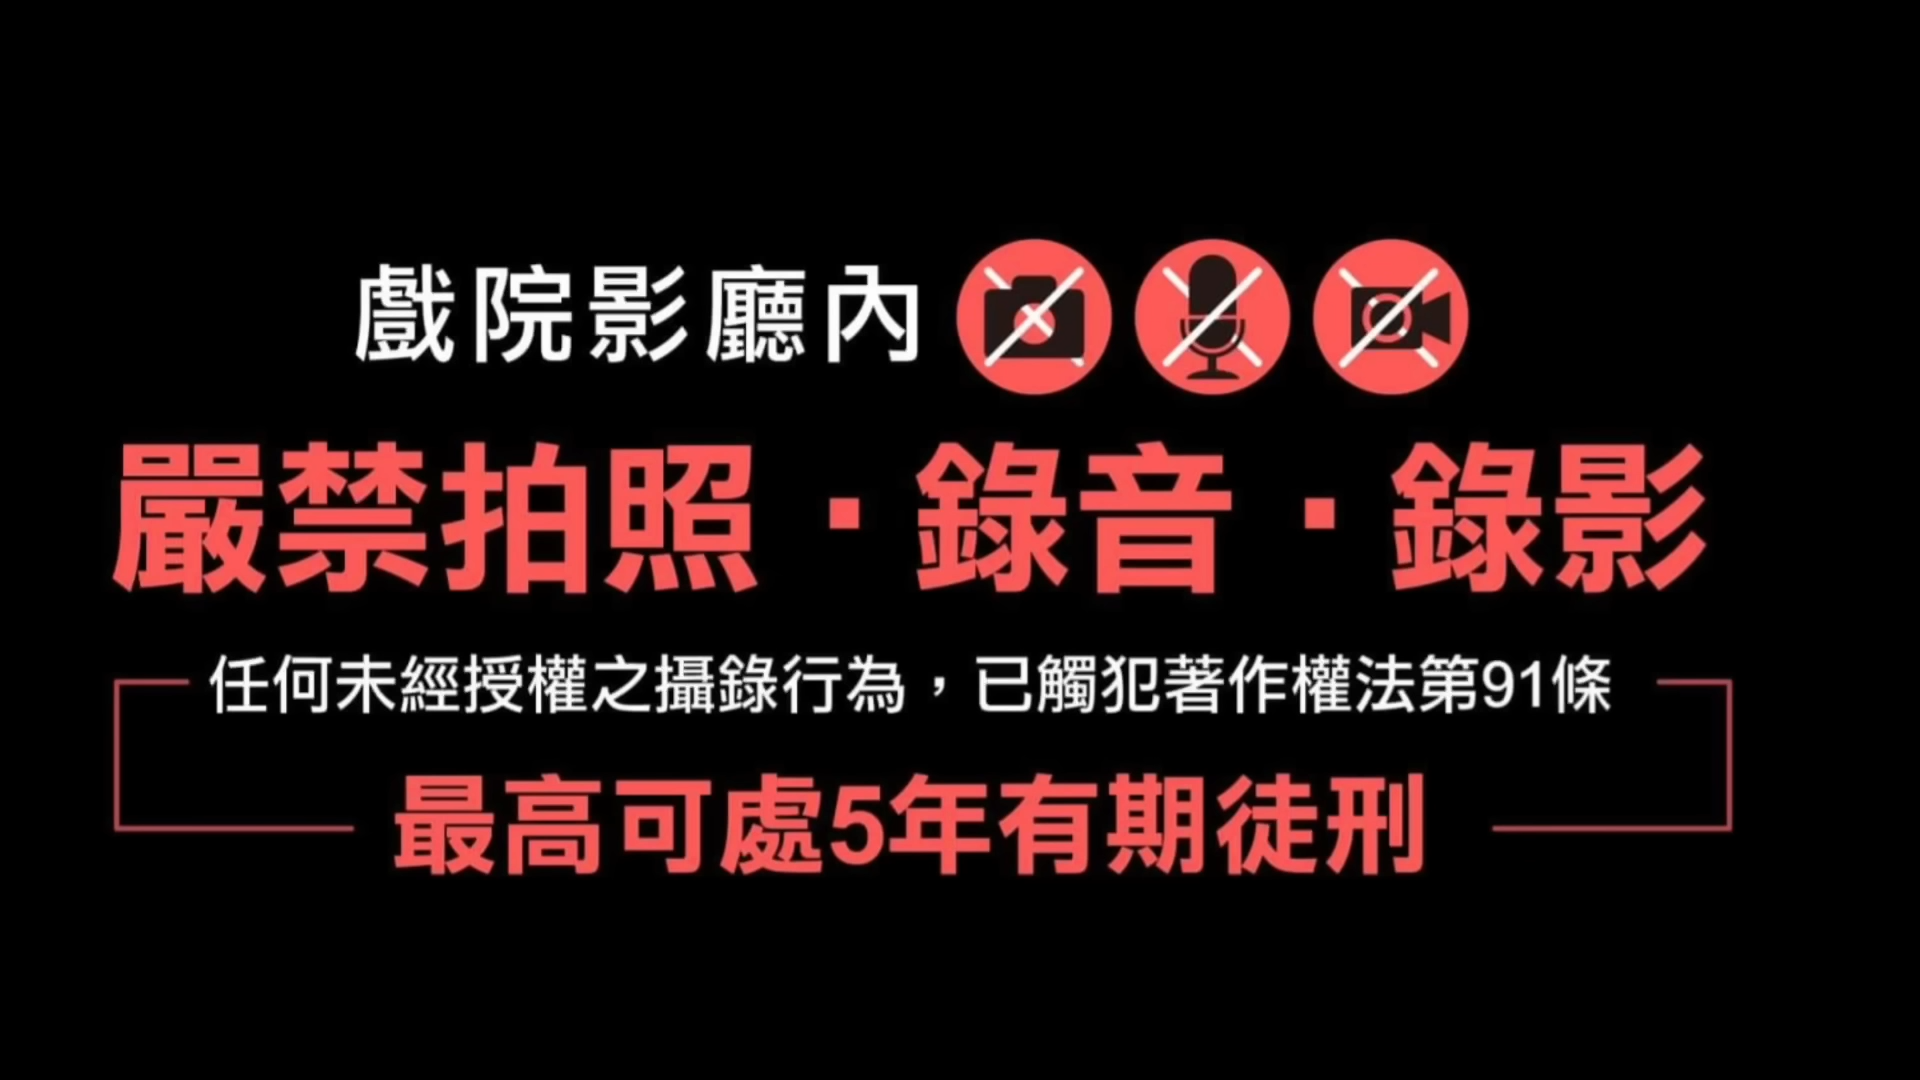 戲院影廳內
嚴禁拍照·錄音·錄影
任何未經授權之攝錄行為，已觸犯著作權法第91條
最高可處5年有期徒刑